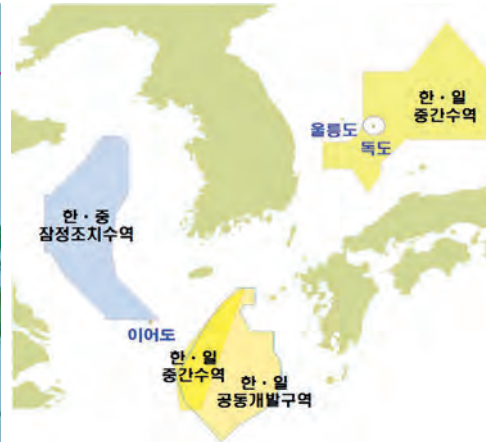 한·일
중간수역
울릉도
독도
한·중
잠정조치수역
이어도
한·일
중간수역
한·일
공동개발구역